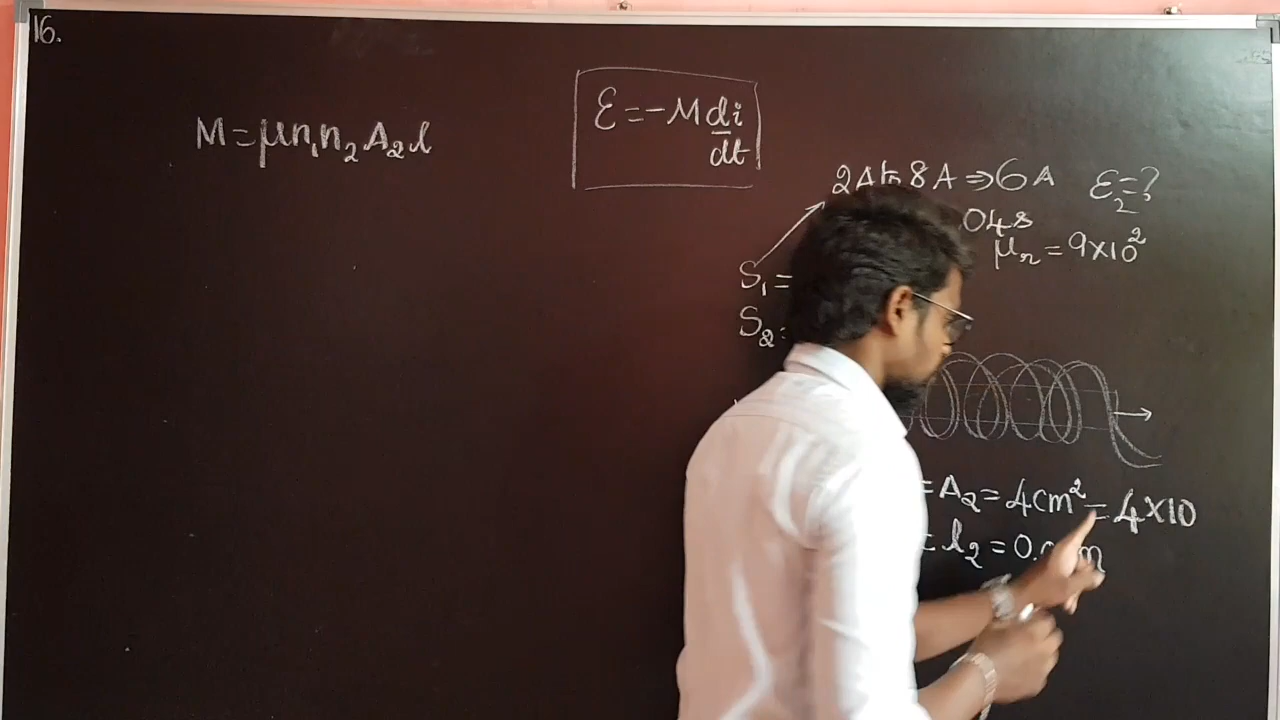 16.
M=μn₁n₂A₂l
ε=-M di/dt
2A to 8A ⇒ 6A
ε₂=?
04s
μᵣ = 9×10²
S₁=
S₂=
=A₂=4cm²=4×10
= l₂ = 0.
m